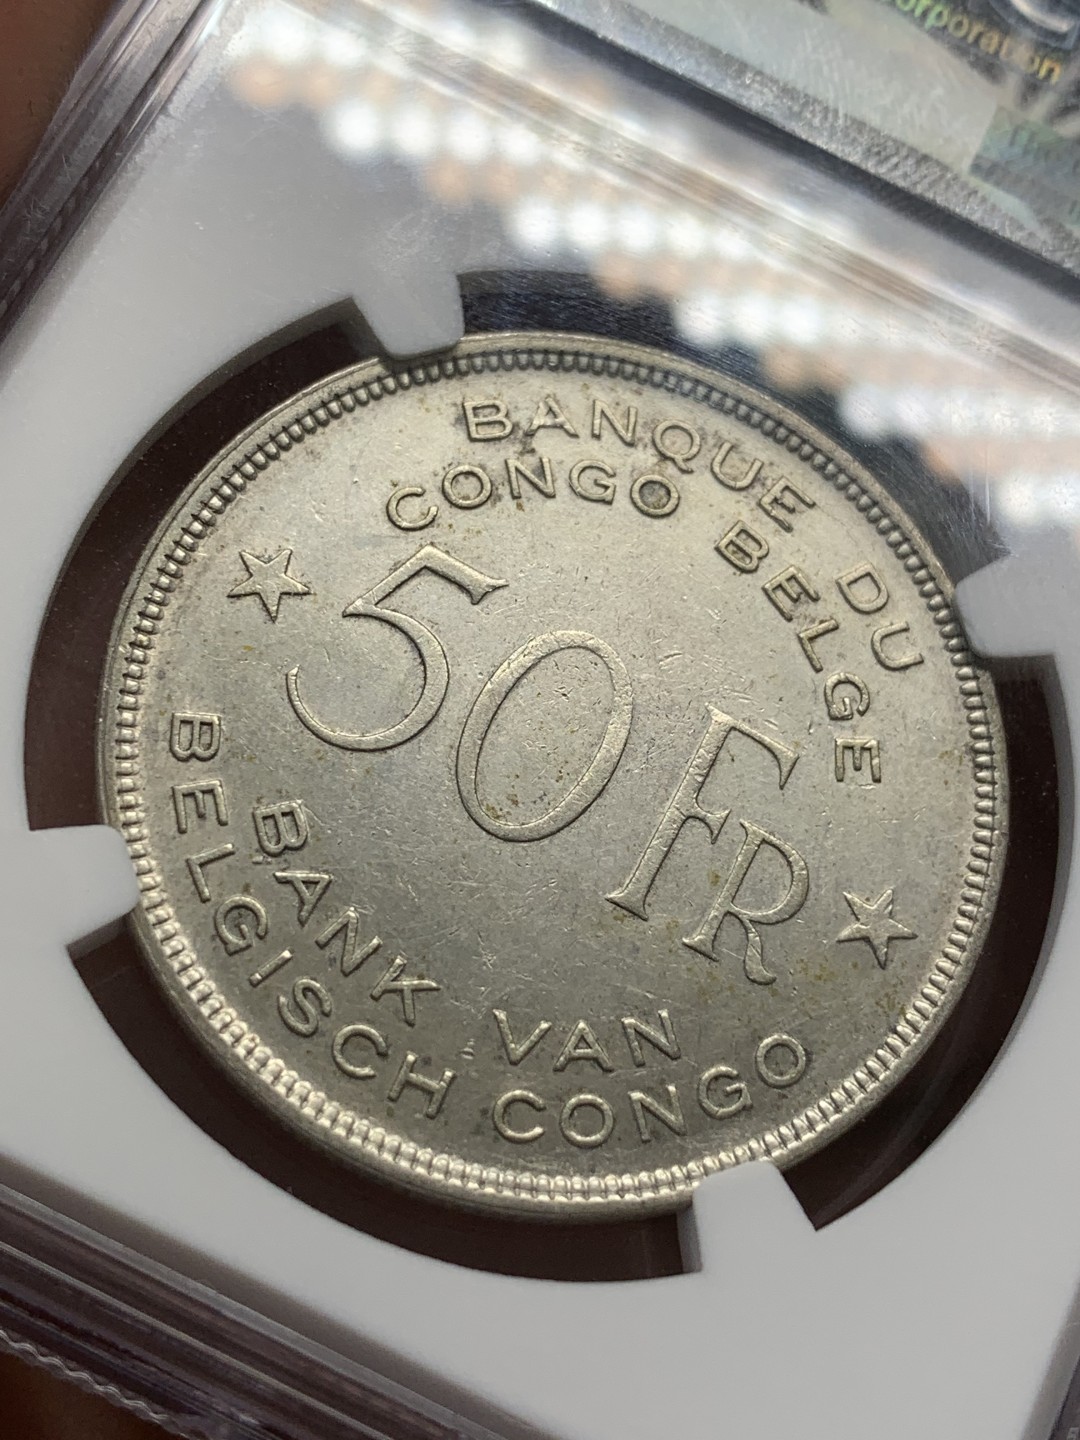 orporation
BANQUE DU
CONGO BELGE
50 FR
BANK VAN
BELGISCH CONGO